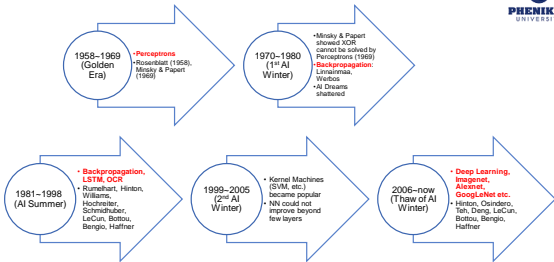 PHENIK
UNIVERSI
1958~1969
(Golden
Era)
• Perceptrons
• Rosenblatt (1958),
Minsky & Papert
(1969)
1970~1980
(1st AI
Winter)
• Minsky & Papert
showed XOR
cannot be solved by
Perceptrons (1969)
• Backpropagation:
Linnainmaa,
Werbos
• AI Dreams
shattered
1981~1998
(AI Summer)
• Backpropagation,
LSTM, OCR
• Rumelhart, Hinton,
Williams,
Hochreiter,
Schmidhuber,
LeCun, Bottou,
Bengio, Haffner
1999~2005
(2nd AI
Winter)
• Kernel Machines
(SVM, etc.)
became popular
• NN could not
improve beyond
few layers
2006~now
(Thaw of AI
Winter)
• Deep Learning,
Imagenet,
Alexnet,
GoogLeNet etc.
• Hinton, Osindero,
Teh, Deng, LeCun,
Bottou, Bengio,
Haffner